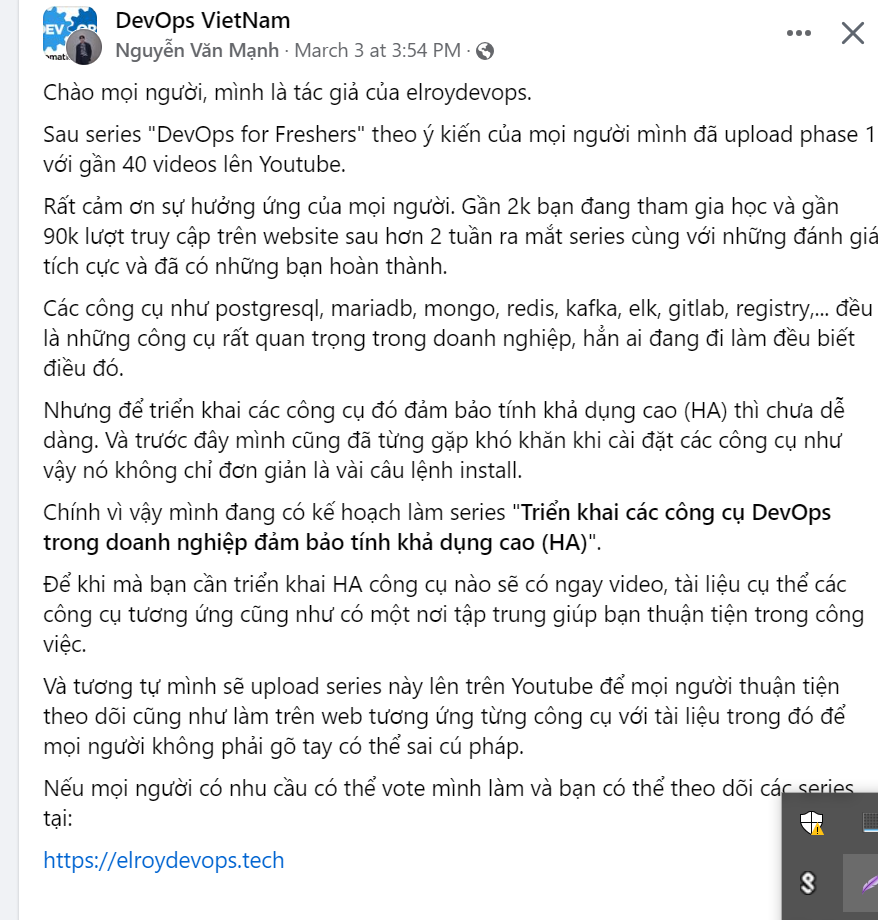 DevOps VietNam
Nguyễn Văn Mạnh · March 3 at 3:54 PM ·
Chào mọi người, mình là tác giả của elroydevops.
Sau series "DevOps for Freshers" theo ý kiến của mọi người mình đã upload phase 1
với gần 40 videos lên Youtube.
Rất cảm ơn sự hưởng ứng của mọi người. Gần 2k bạn đang tham gia học và gần
90k lượt truy cập trên website sau hơn 2 tuần ra mắt series cùng với những đánh giá
tích cực và đã có những bạn hoàn thành.
Các công cụ như postgresql, mariadb, mongo, redis, kafka, elk, gitlab, registry,... đều
là những công cụ rất quan trọng trong doanh nghiệp, hẳn ai đang đi làm đều biết
điều đó.
Nhưng để triển khai các công cụ đó đảm bảo tính khả dụng cao (HA) thì chưa dễ
dàng. Và trước đây mình cũng đã từng gặp khó khăn khi cài đặt các công cụ như
vậy nó không chỉ đơn giản là vài câu lệnh install.
Chính vì vậy mình đang có kế hoạch làm series "Triển khai các công cụ DevOps
trong doanh nghiệp đảm bảo tính khả dụng cao (HA)".
Để khi mà bạn cần triển khai HA công cụ nào sẽ có ngay video, tài liệu cụ thể các
công cụ tương ứng cũng như có một nơi tập trung giúp bạn thuận tiện trong công
việc.
Và tương tự mình sẽ upload series này lên trên Youtube để mọi người thuận tiện
theo dõi cũng như làm trên web tương ứng từng công cụ với tài liệu trong đó để
mọi người không phải gõ tay có thể sai cú pháp.
Nếu mọi người có nhu cầu có thể vote mình làm và bạn có thể theo dõi các series
tại:
https://elroydevops.tech